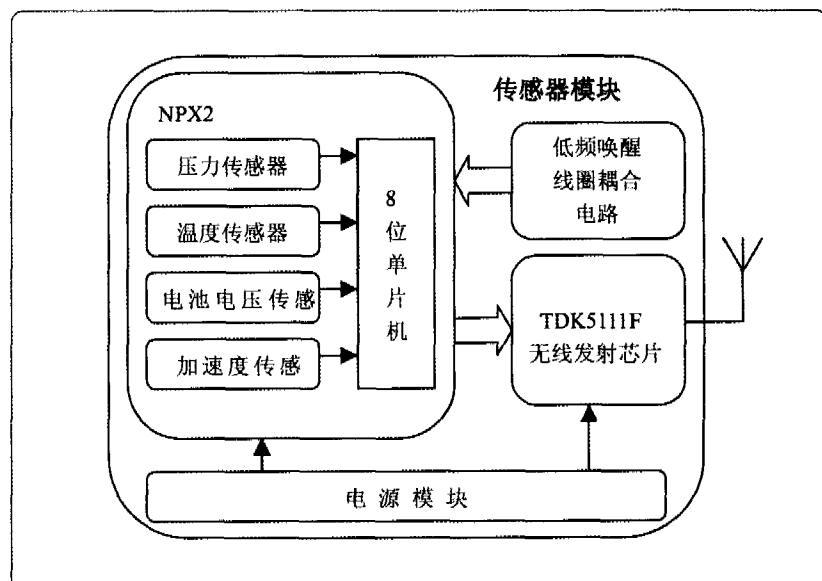 传感器模块
NPX2
压力传感器
温度传感器
电池电压传感
加速度传感
8
位
单
片
机
低频唤醒
线圈耦合
电路
TDK5111F
无线发射芯片
电源模块